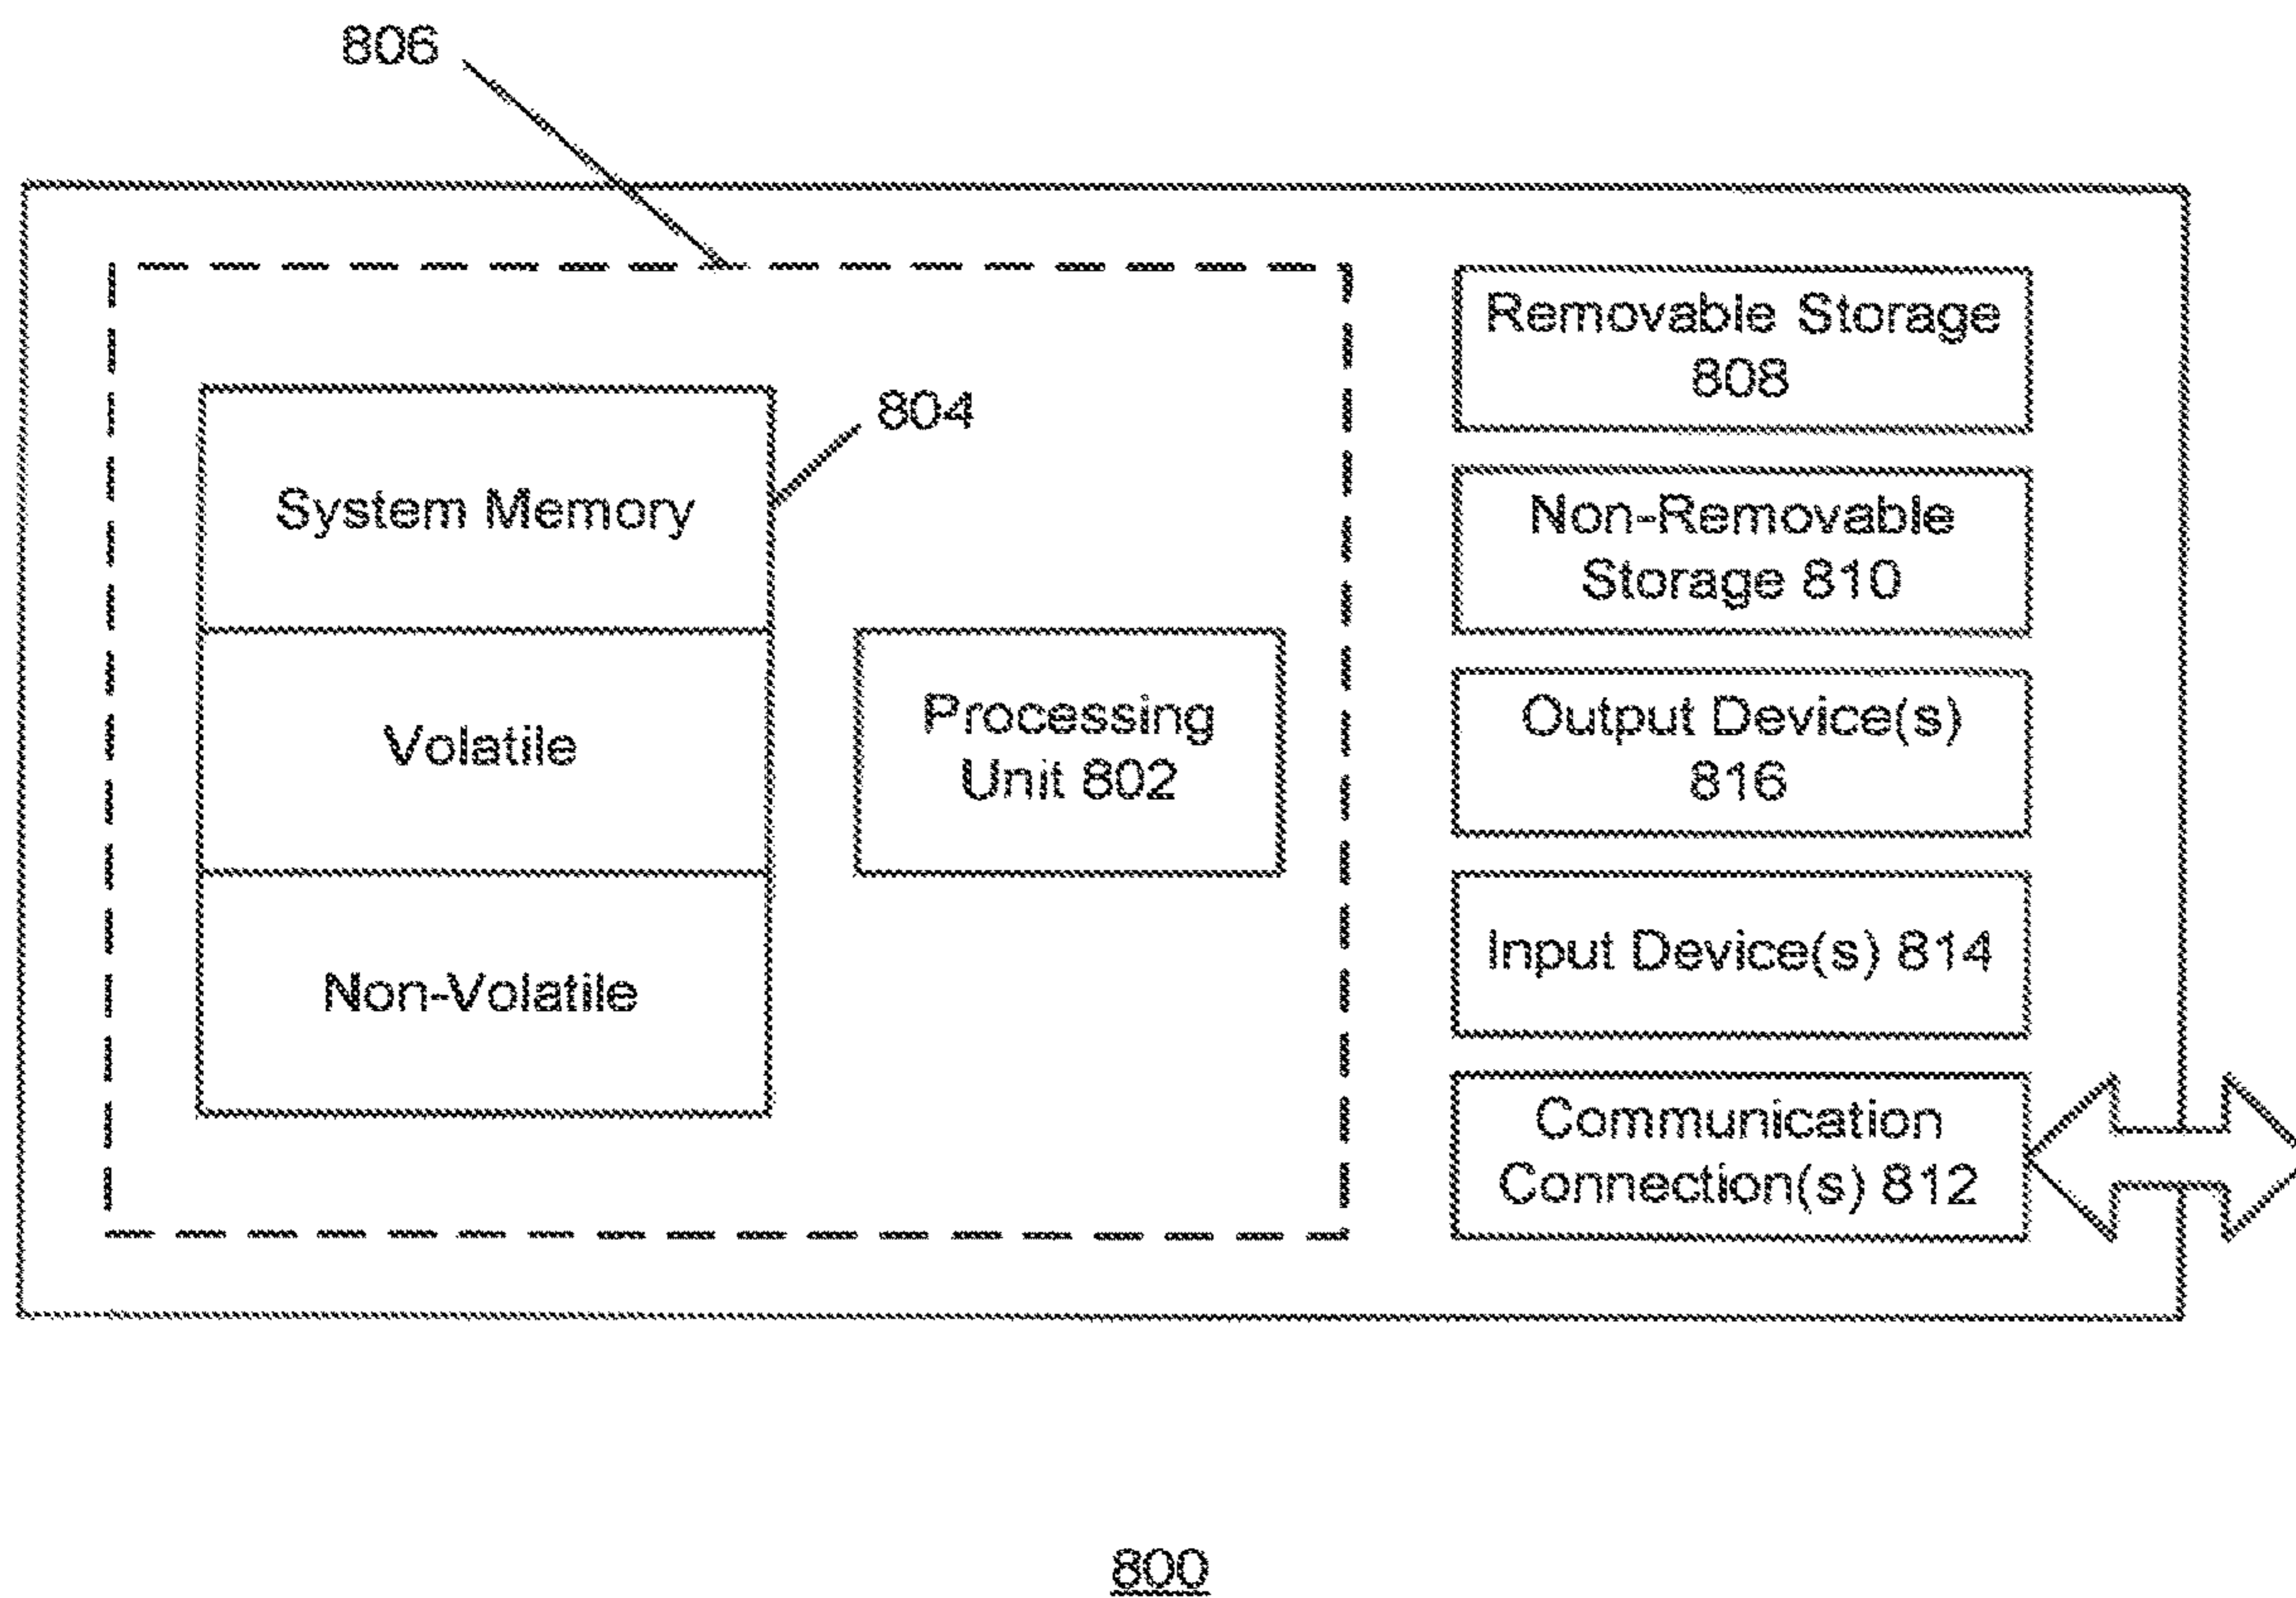 806
804
System Memory
Volatile
Non-Volatile
Processing
Unit 802
Removable Storage
808
Non-Removable
Storage 810
Output Device(s)
816
Input Device(s) 814
Communication
Connection(s) 812
800